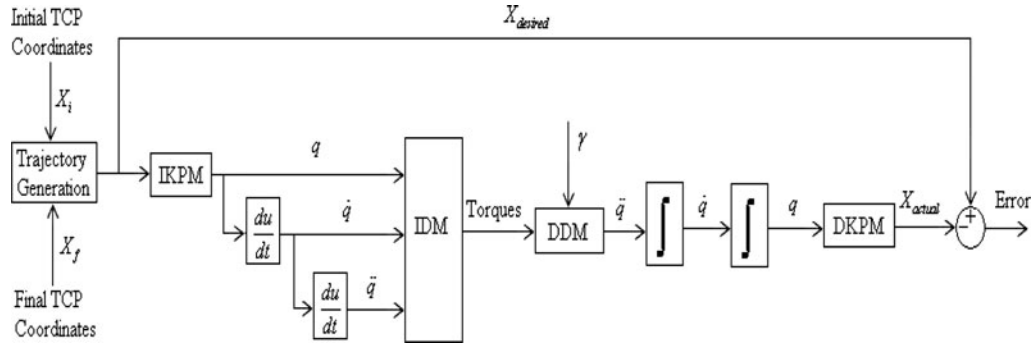 Initial TCP
Coordinates
X_desired
X_i
Trajectory
Generation
IKPM
q
γ
q̇
du
dt
IDM
Torques
DDM
q̈
∫
q̇
∫
q
DKPM
X_actual
+
−
Error
X_f
du
dt
q̈
Final TCP
Coordinates